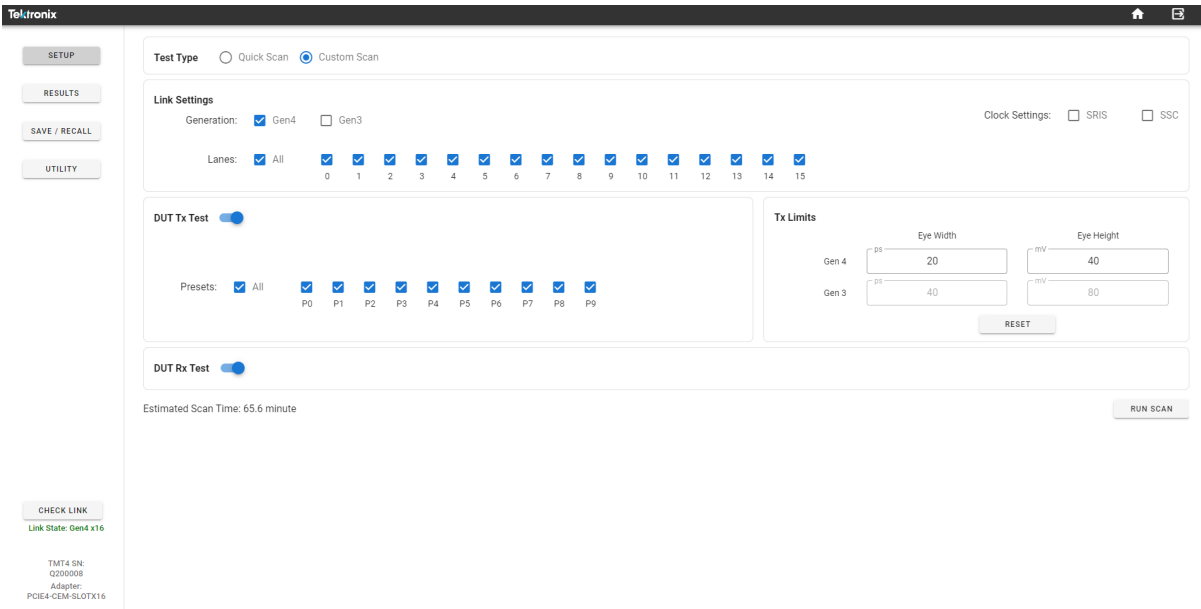 Tektronix
SETUP
RESULTS
SAVE / RECALL
UTILITY
Test Type Quick Scan Custom Scan
Link Settings
Generation: Gen4 Gen3
Clock Settings: SRIS SSC
Lanes: All
0 1 2 3 4 5 6 7 8 9 10 11 12 13 14 15
DUT Tx Test
Presets: All
P0 P1 P2 P3 P4 P5 P6 P7 P8 P9
Tx Limits
Eye Width Eye Height
ps mV
Gen 4 20 40
ps mV
Gen 3 40 80
RESET
DUT Rx Test
Estimated Scan Time: 65.6 minute
RUN SCAN
CHECK LINK
Link State: Gen4 x16
TMT4 SN:
Q200008
Adapter:
PCIE4-CEM-SLOTX16